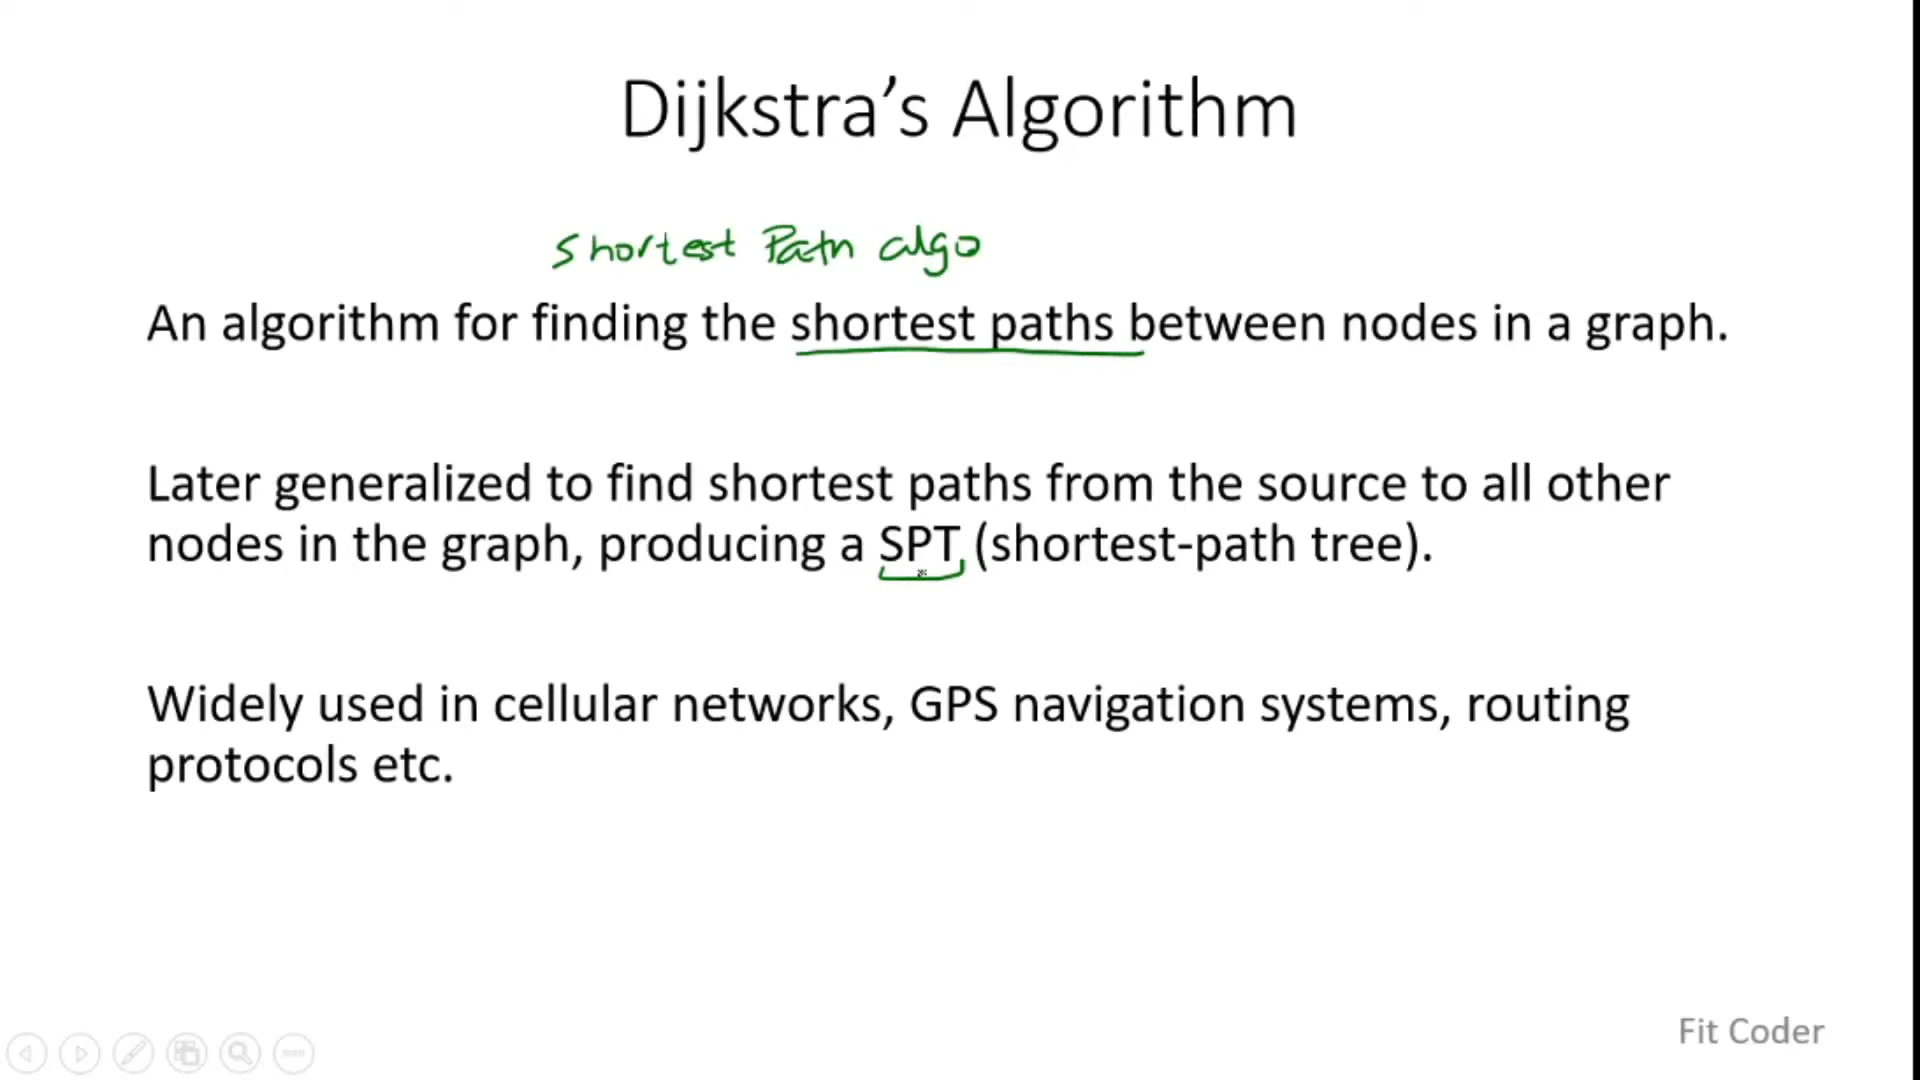 Dijkstra’s Algorithm
Shortest Path algo
An algorithm for finding the shortest paths between nodes in a graph.
Later generalized to find shortest paths from the source to all other
nodes in the graph, producing a SPT (shortest-path tree).
Widely used in cellular networks, GPS navigation systems, routing
protocols etc.
Fit Coder